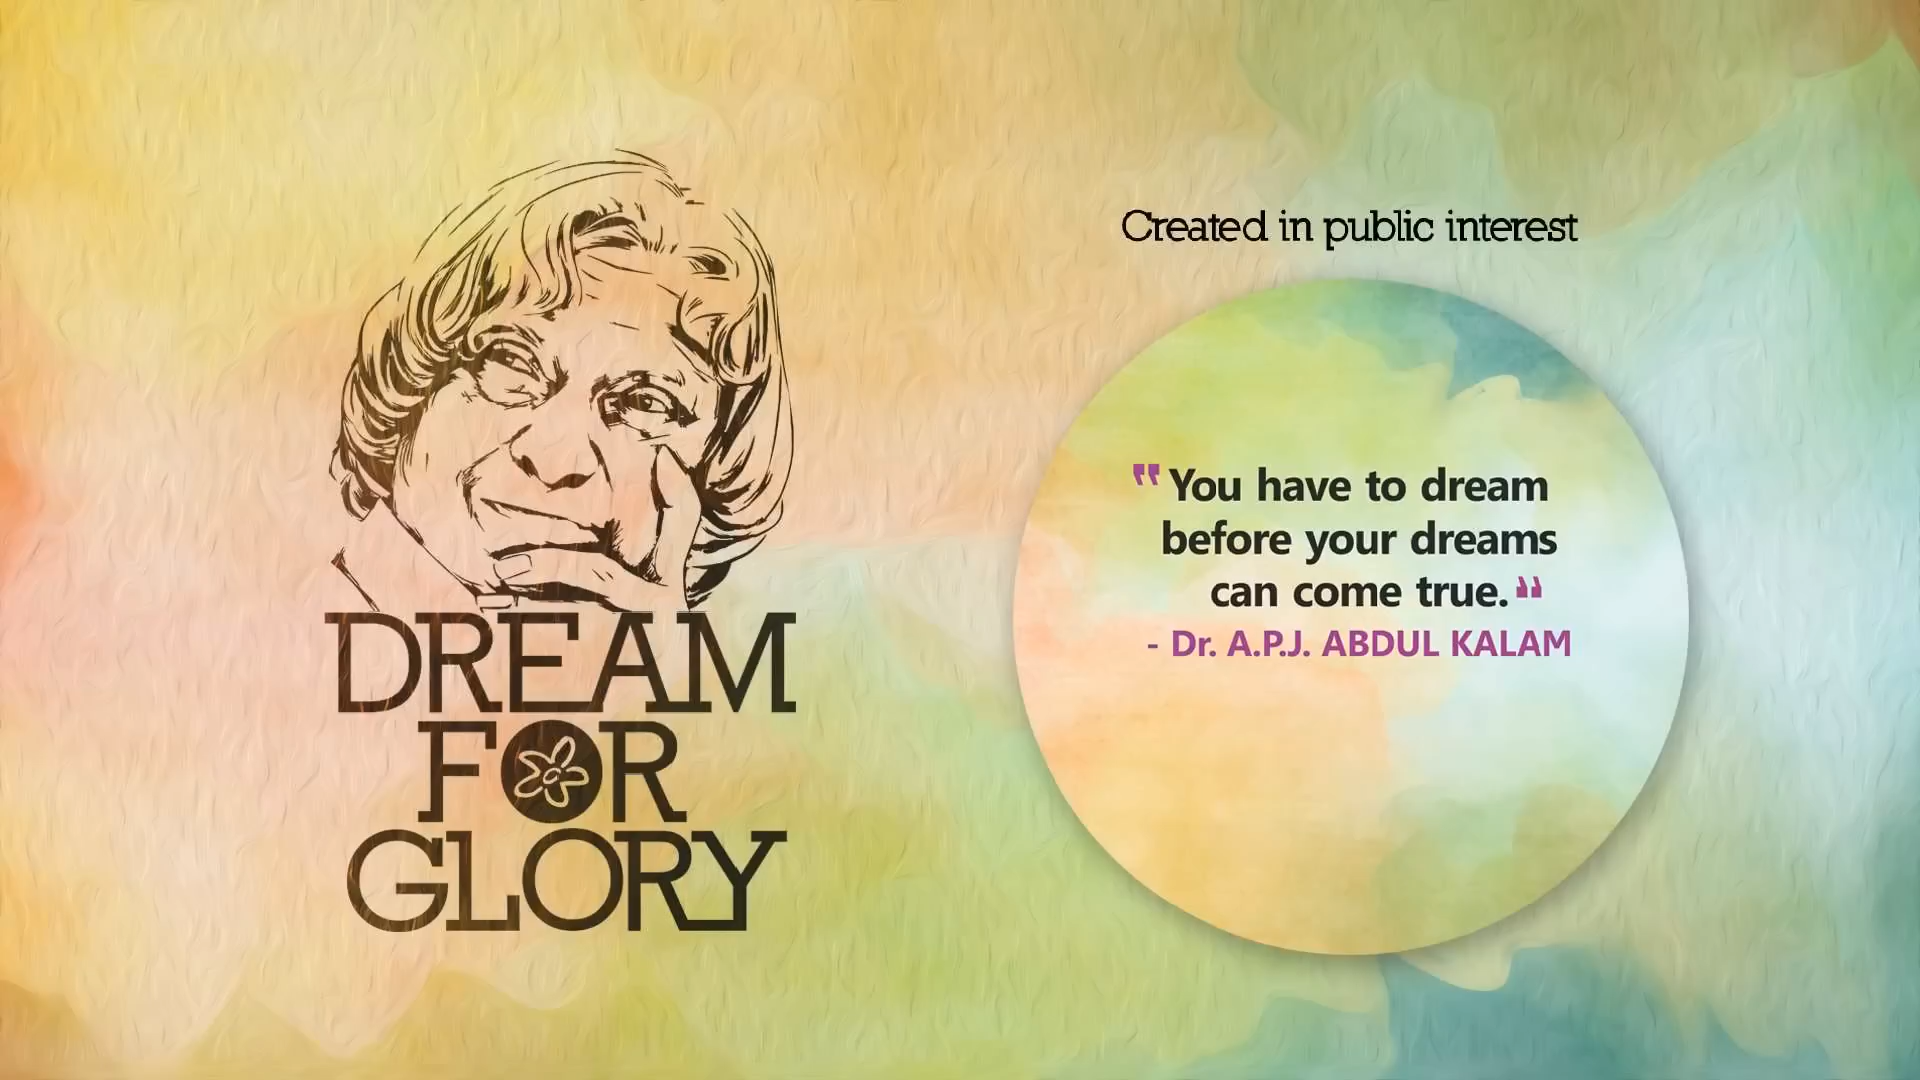 DREAM
FOR
GLORY
Created in public interest
"You have to dream
before your dreams
can come true."
- Dr. A.P.J. ABDUL KALAM